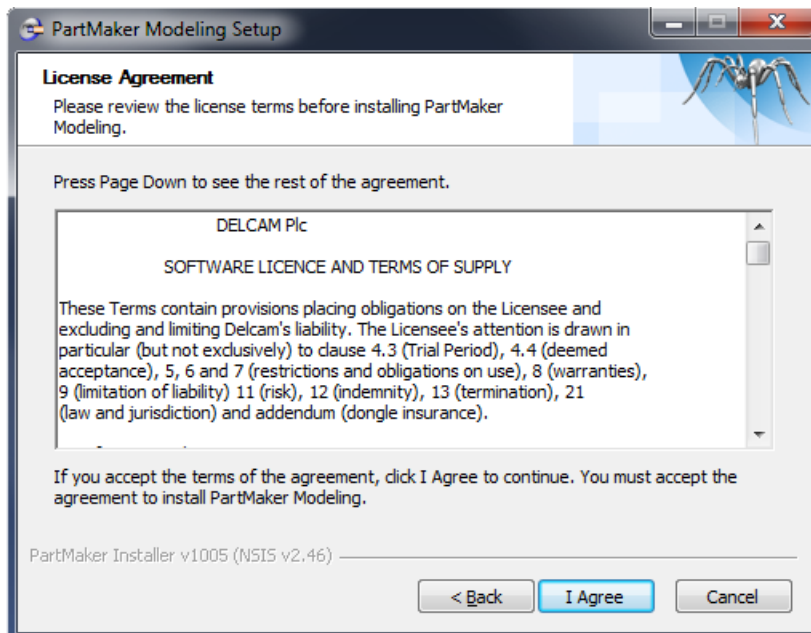 PartMaker Modeling Setup
License Agreement
Please review the license terms before installing PartMaker
Modeling.
Press Page Down to see the rest of the agreement.
DELCAM Plc
SOFTWARE LICENCE AND TERMS OF SUPPLY
These Terms contain provisions placing obligations on the Licensee and
excluding and limiting Delcam's liability. The Licensee's attention is drawn in
particular (but not exclusively) to clause 4.3 (Trial Period), 4.4 (deemed
acceptance), 5, 6 and 7 (restrictions and obligations on use), 8 (warranties),
9 (limitation of liability) 11 (risk), 12 (indemnity), 13 (termination), 21
(law and jurisdiction) and addendum (dongle insurance).
If you accept the terms of the agreement, click I Agree to continue. You must accept the
agreement to install PartMaker Modeling.
PartMaker Installer v1005 (NSIS v2.46)
< Back
I Agree
Cancel